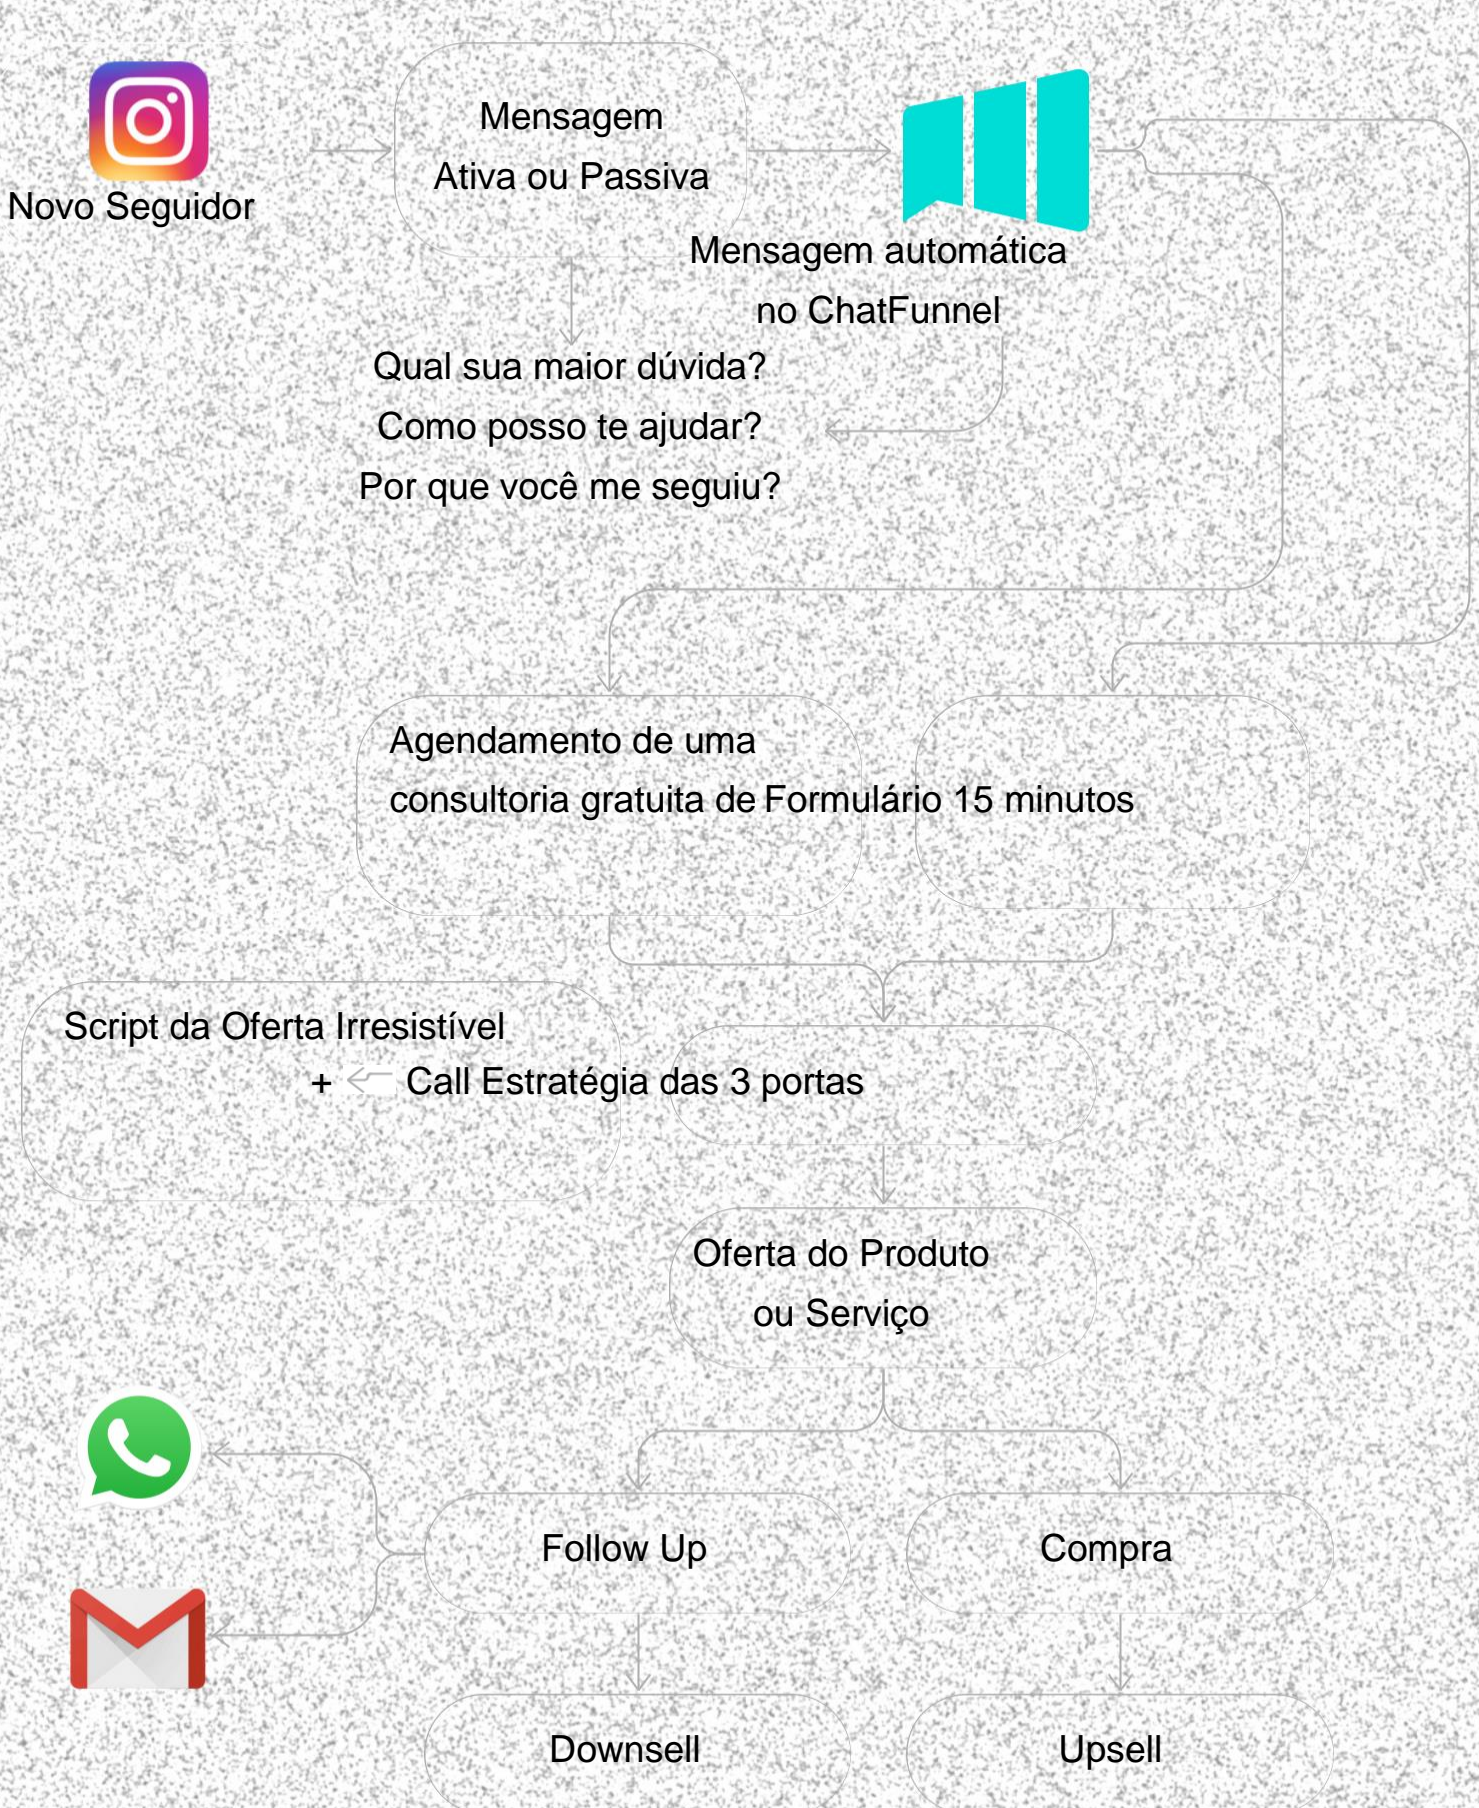 Novo Seguidor
Mensagem
Ativa ou Passiva
Mensagem automática
no ChatFunnel
Qual sua maior dúvida?
Como posso te ajudar?
Por que você me seguiu?
Agendamento de uma
consultoria gratuita de Formulário 15 minutos
Script da Oferta Irresistível
+ Call Estratégia das 3 portas
Oferta do Produto
ou Serviço
Follow Up
Compra
Downsell
Upsell